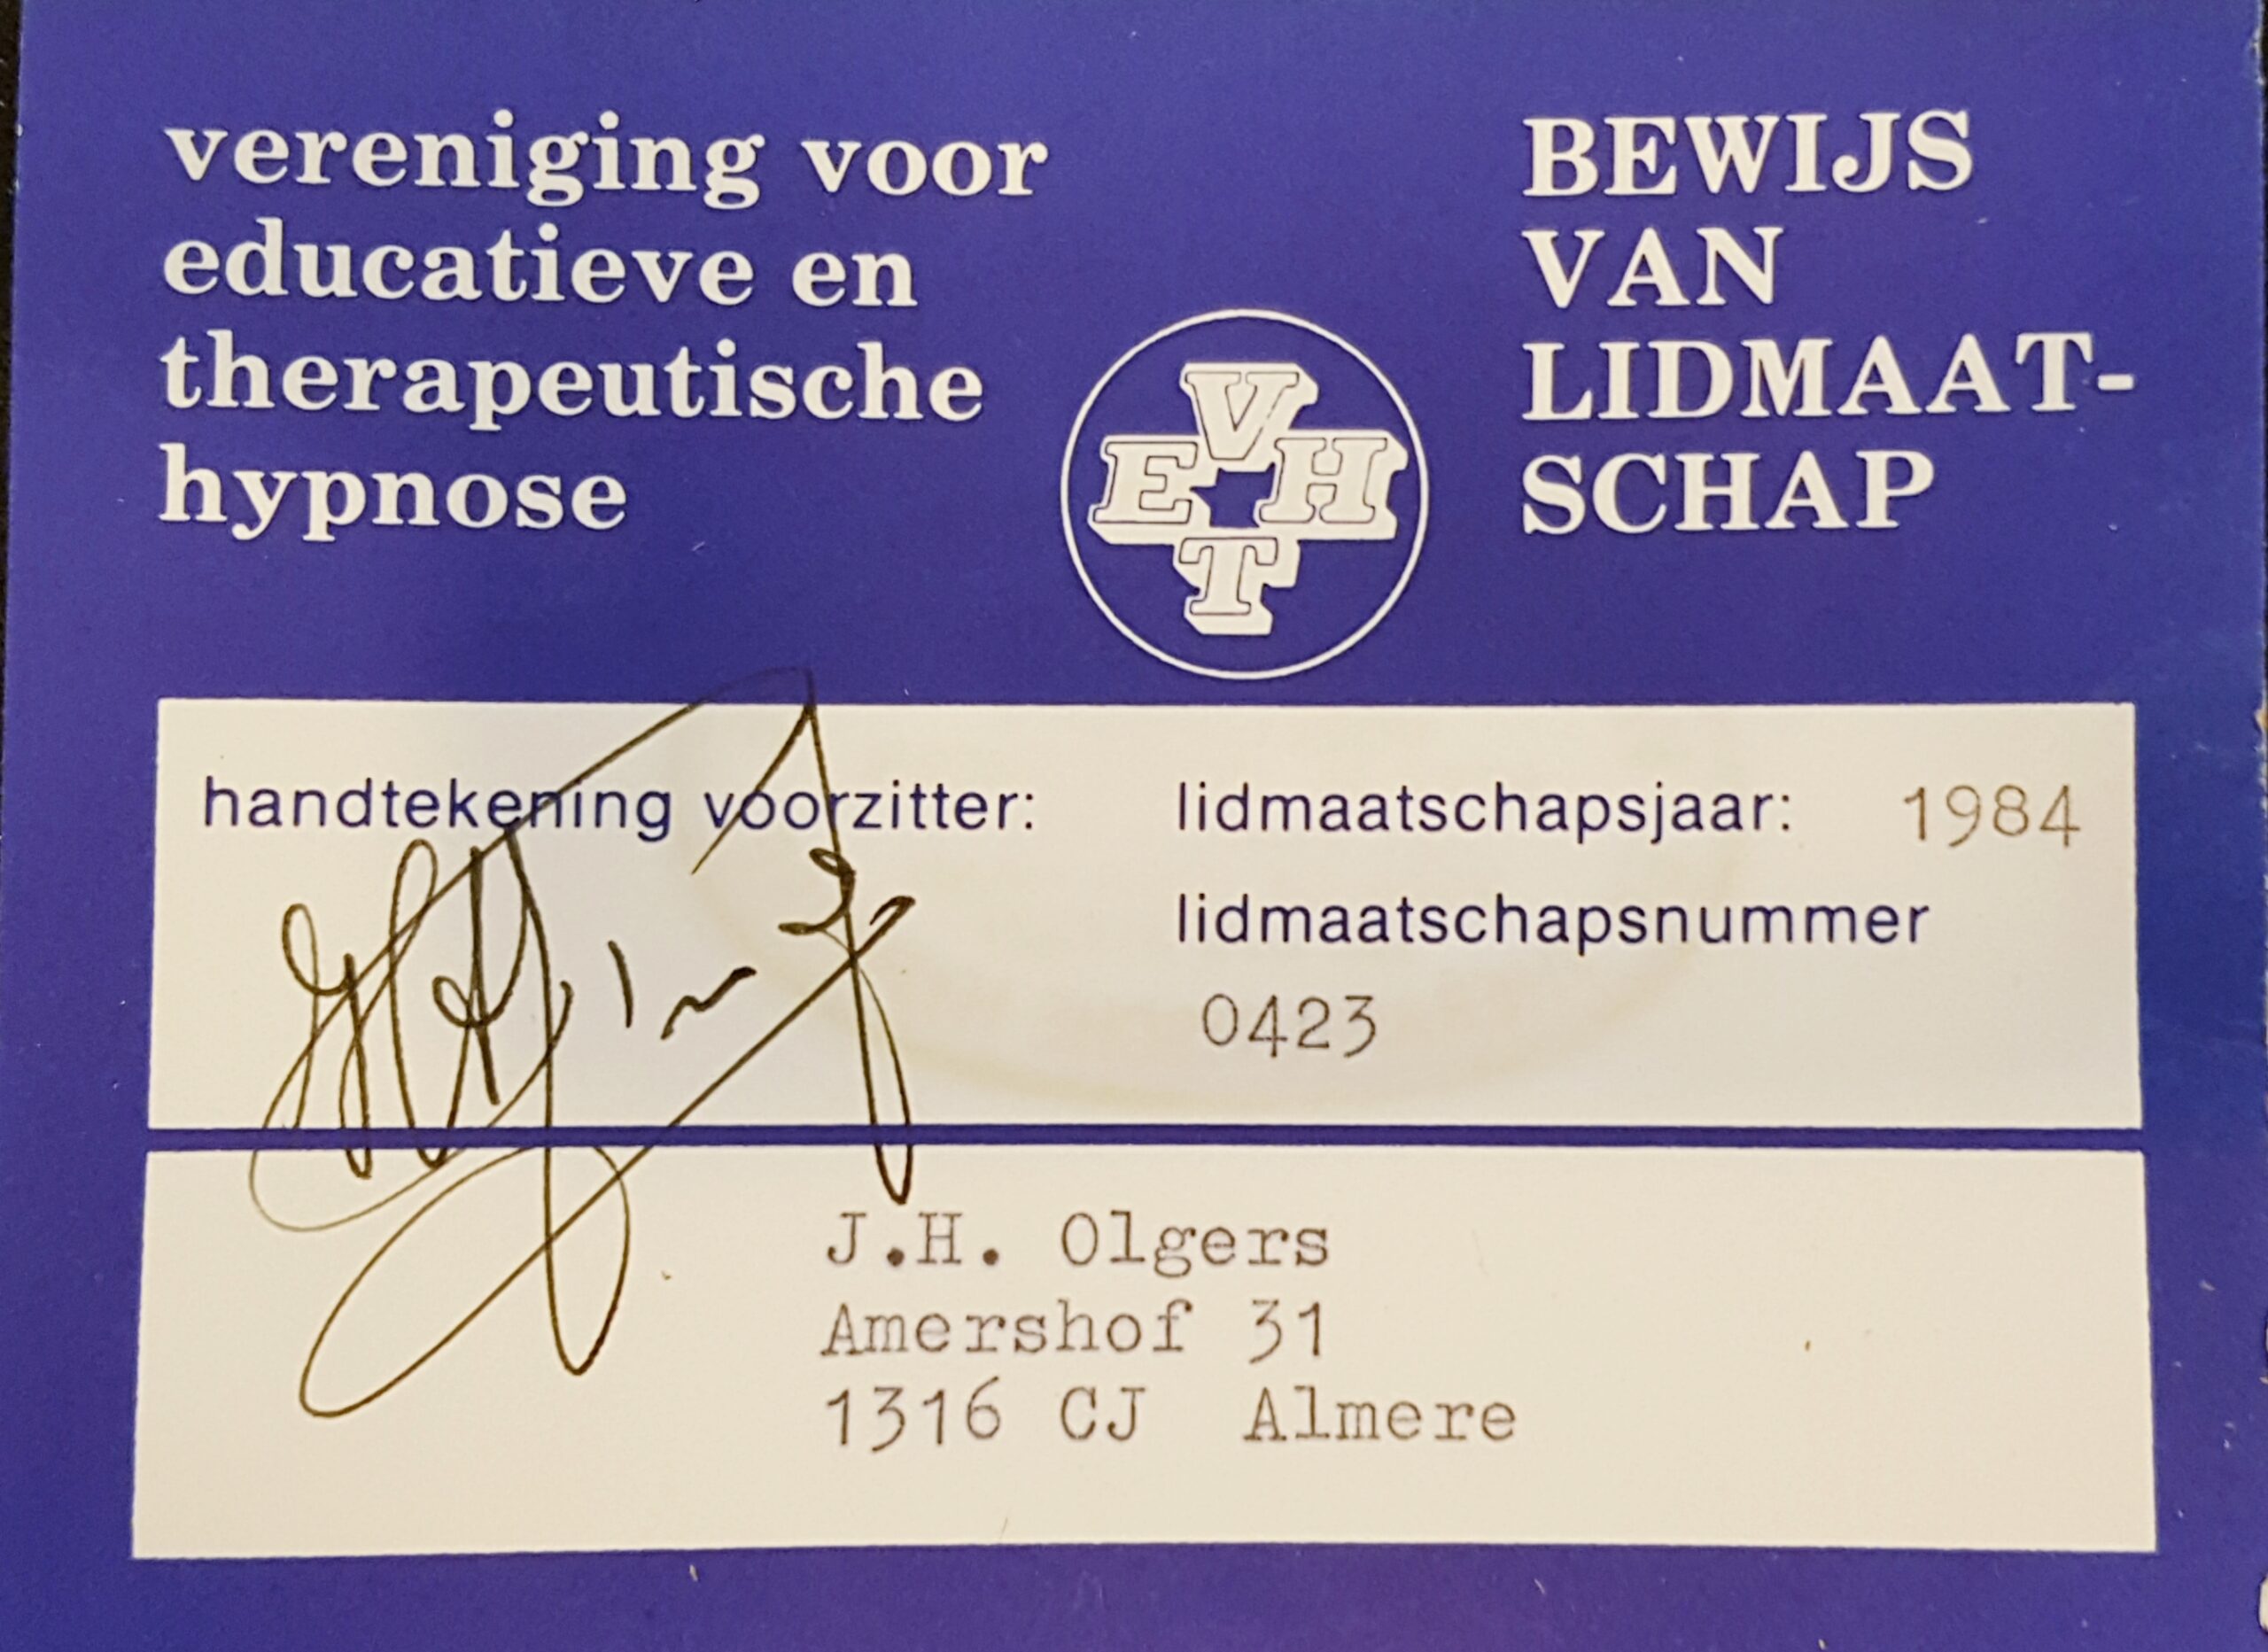 vereniging voor
educatieve en
therapeutische
hypnose
BEWIJS
VAN
LIDMAAT-
SCHAP
V
E H
T
handtekening voorzitter:
lidmaatschapsjaar: 1984
lidmaatschapsnummer
0423
J.H. Olgers
Amershof 31
1316 CJ Almere